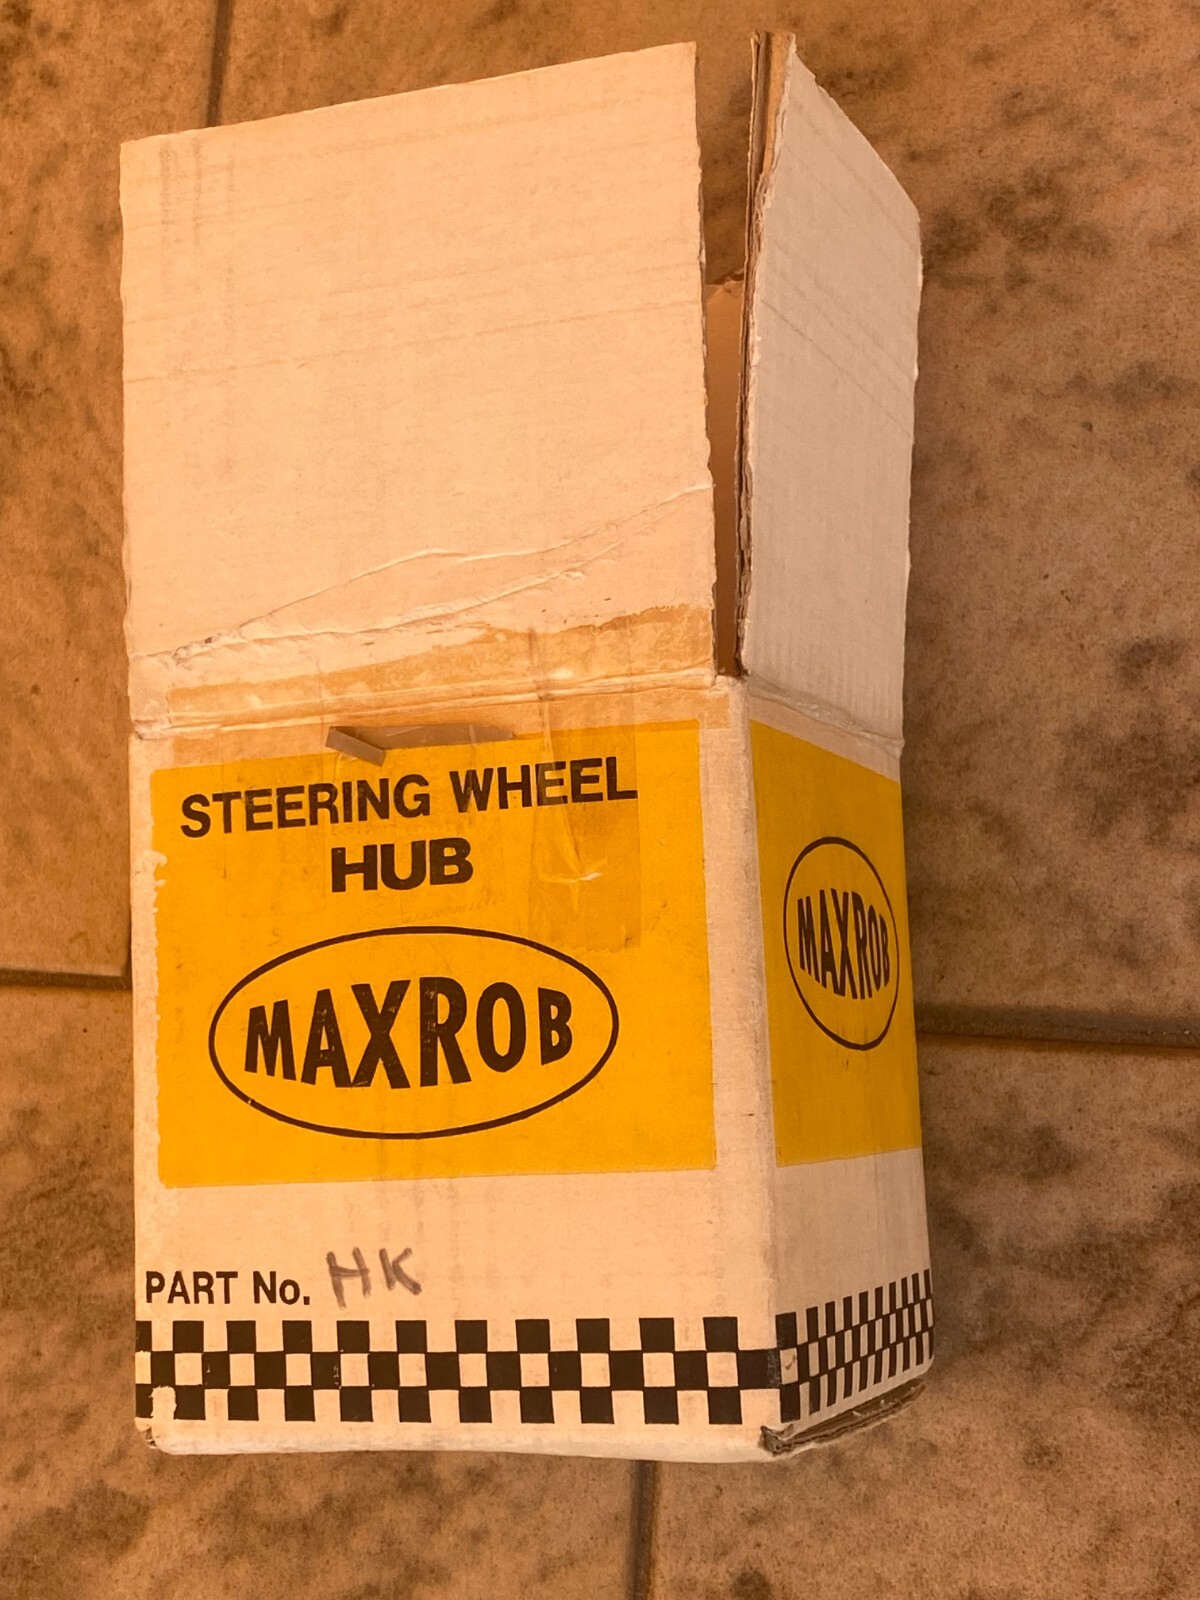 STEERING WHEEL
HUB
MAXROB
PART No. HK
MAXROB